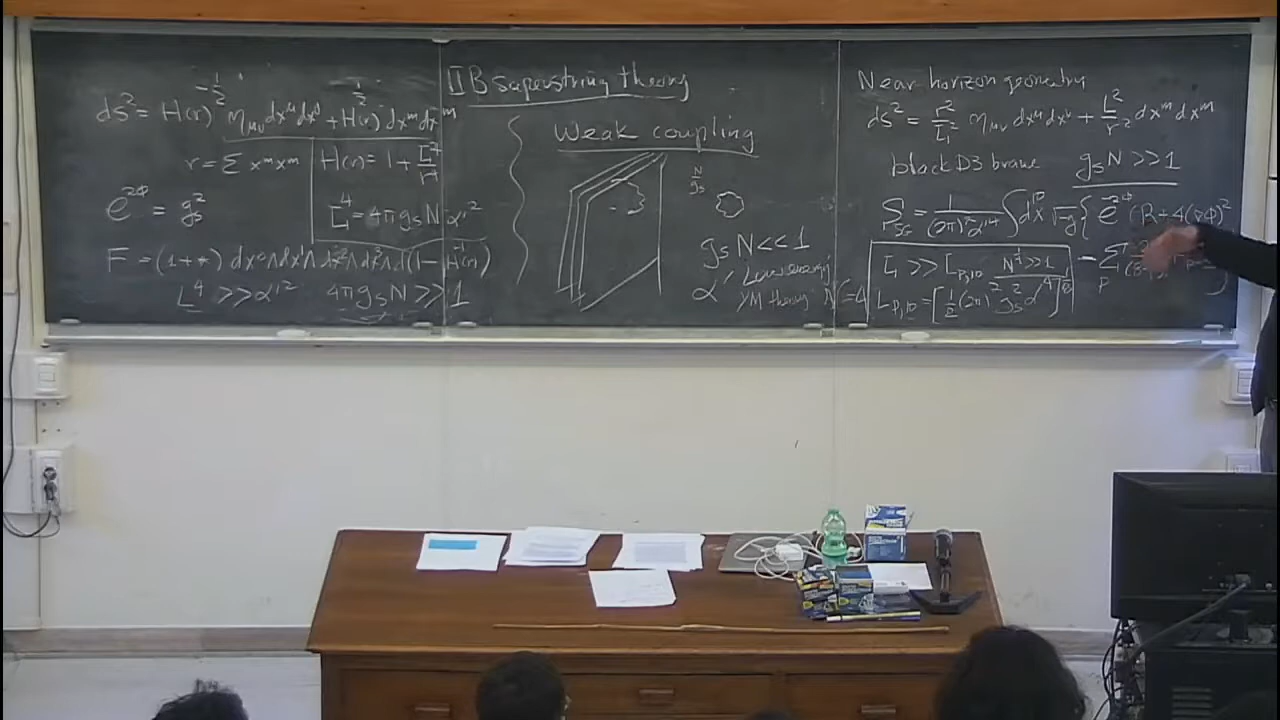 ds² = H(r)^{-1/2} η_{μν} dx^μ dx^ν + H(r)^{1/2} dx^m dx^m
r = Σ x^m x^m
H(r) = 1 + L⁴/r⁴
e^{2Φ} = g_s²
L⁴ = 4π g_s N α'²
F = (1+*) dx⁰∧dx¹∧dx²∧dx³∧d(1-H^{-1}(r))
L⁴ >> α'² 4π g_s N >> 1
II B superstring theory
Weak coupling
N
g_s
g_s N << 1
α' Low energy
YM theory N=4
Near-horizon geometry
ds² = r²/L² η_{μν} dx^μ dx^ν + L²/r² dx^m dx^m
black D3 brane g_s N >> 1
S = 1/(2π)⁷α'⁴ ∫d¹⁰x √-g { e^{-2Φ} (R + 4(∇Φ)²
L >> L_{P,10} N^{1/4} >> 1
- Σ_p
L_{P,10} = [½ (2π)⁷ g_s² α'⁴]^{1/8}